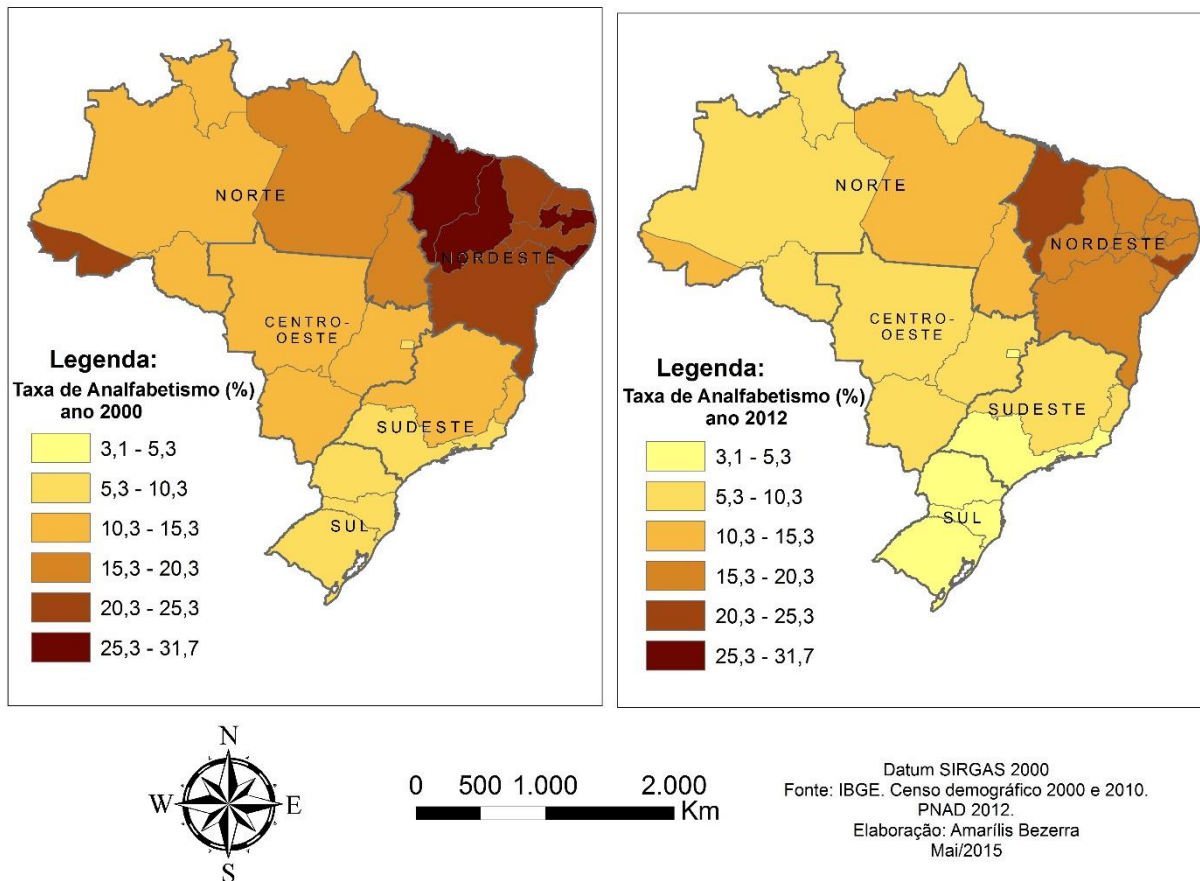 NORTE
NORDESTE
CENTRO-
OESTE
SUDESTE
SUL
Legenda:
Taxa de Analfabetismo (%)
ano 2000
3,1 - 5,3
5,3 - 10,3
10,3 - 15,3
15,3 - 20,3
20,3 - 25,3
25,3 - 31,7
NORTE
NORDESTE
CENTRO-
OESTE
SUDESTE
SUL
Legenda:
Taxa de Analfabetismo (%)
ano 2012
3,1 - 5,3
5,3 - 10,3
10,3 - 15,3
15,3 - 20,3
20,3 - 25,3
25,3 - 31,7
N
W E
S
0 500 1.000 2.000
Km
Datum SIRGAS 2000
Fonte: IBGE. Censo demográfico 2000 e 2010.
PNAD 2012.
Elaboração: Amarílis Bezerra
Mai/2015